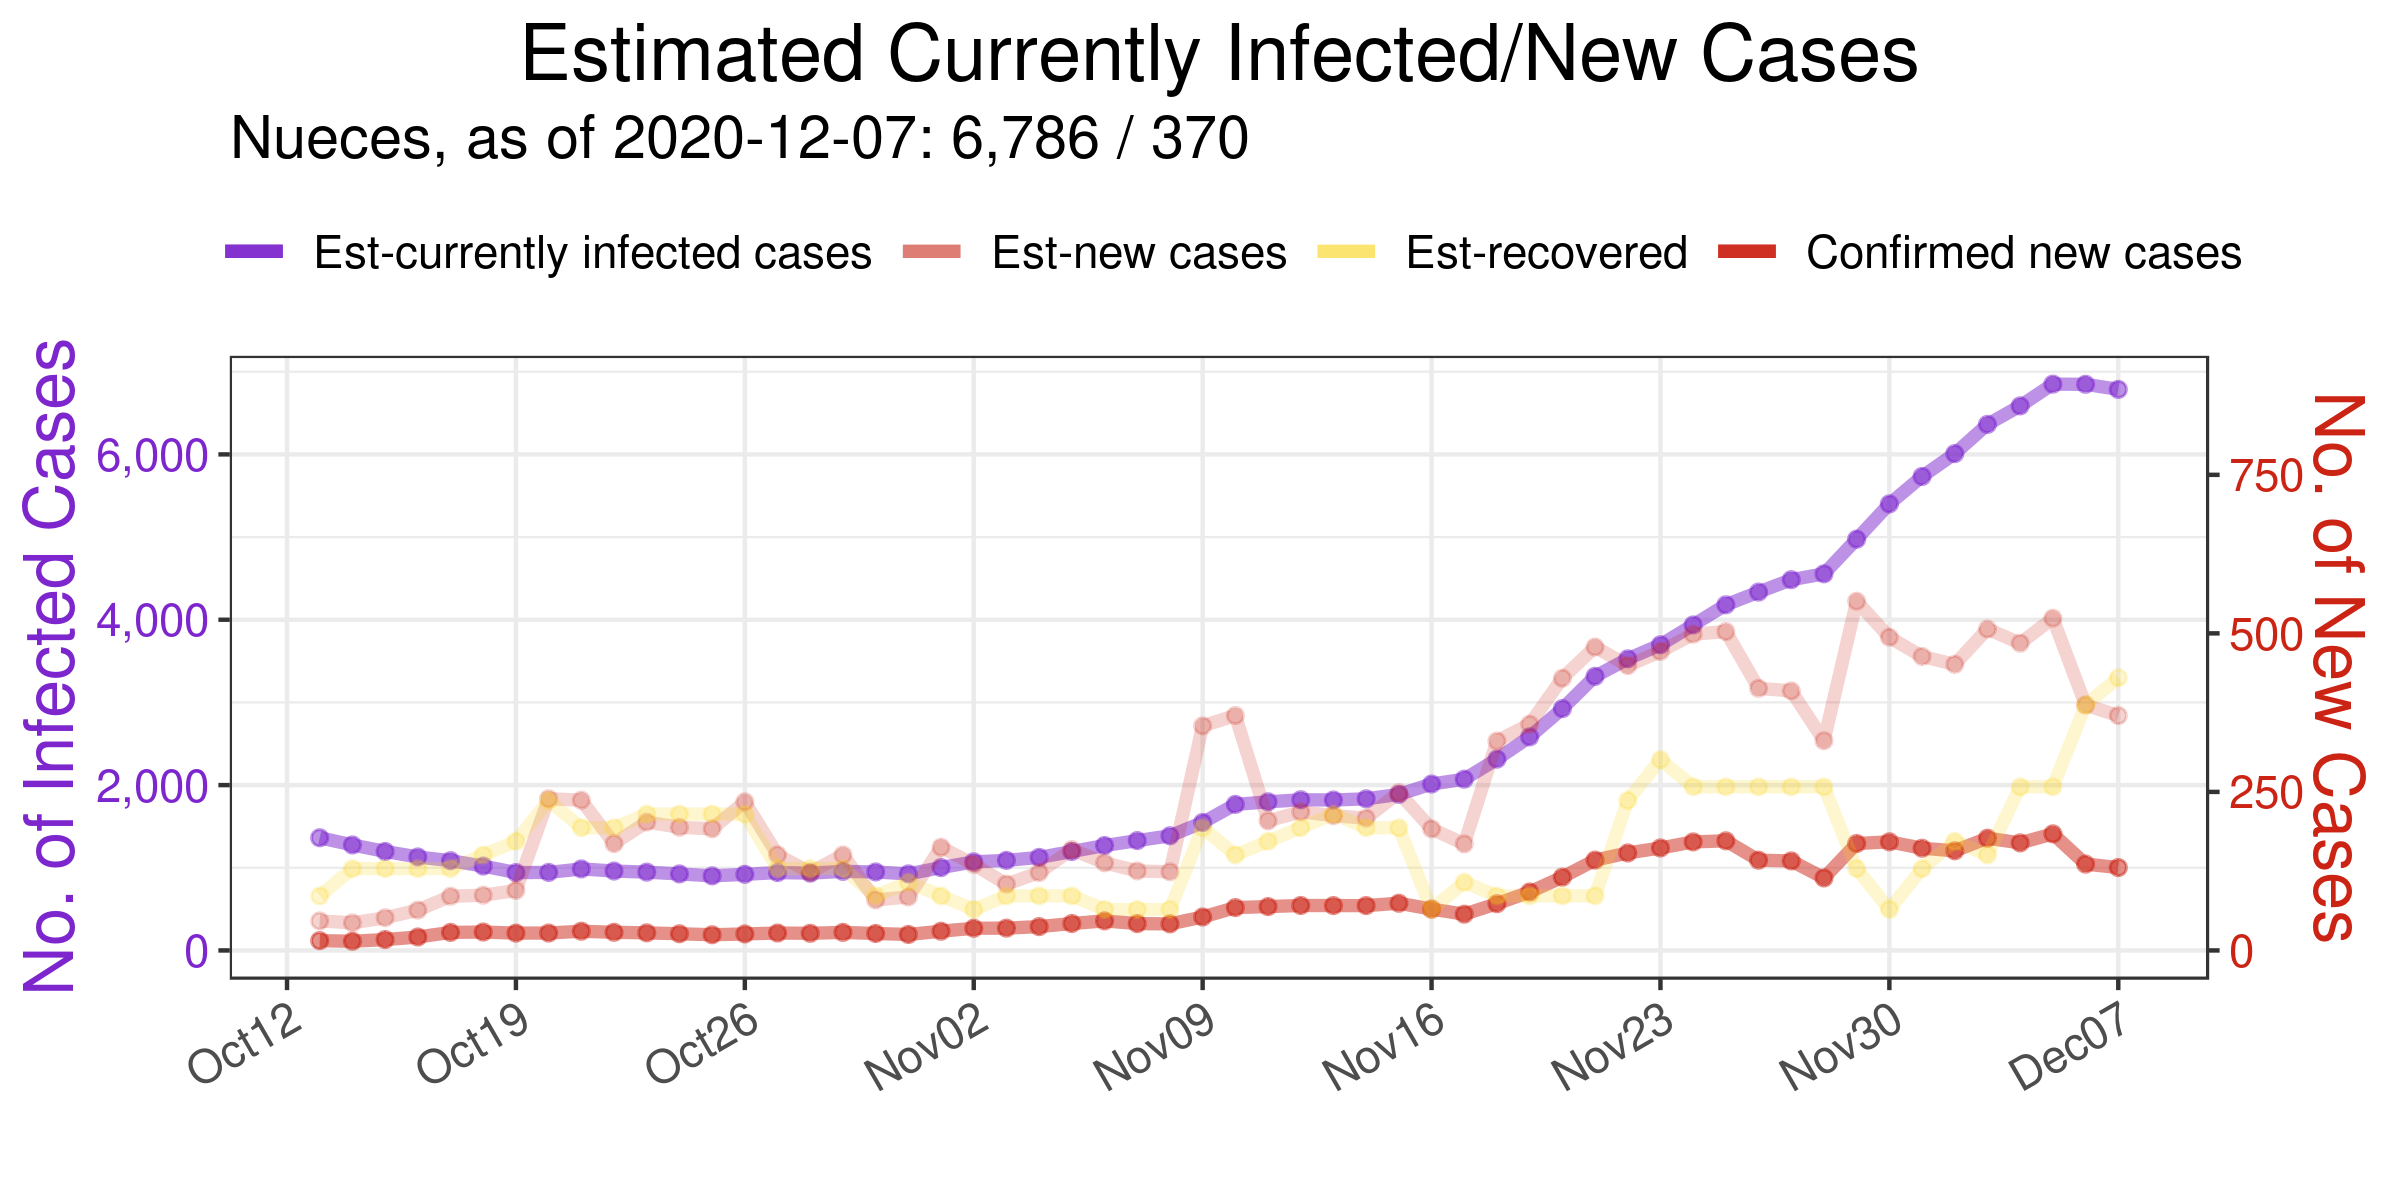 Estimated Currently Infected/New Cases
Nueces, as of 2020-12-07: 6,786 / 370
Est-currently infected cases
Est-new cases
Est-recovered
Confirmed new cases
No. of Infected Cases
6,000
4,000
2,000
0
No. of New Cases
750
500
250
0
Oct12
Oct19
Oct26
Nov02
Nov09
Nov16
Nov23
Nov30
Dec07